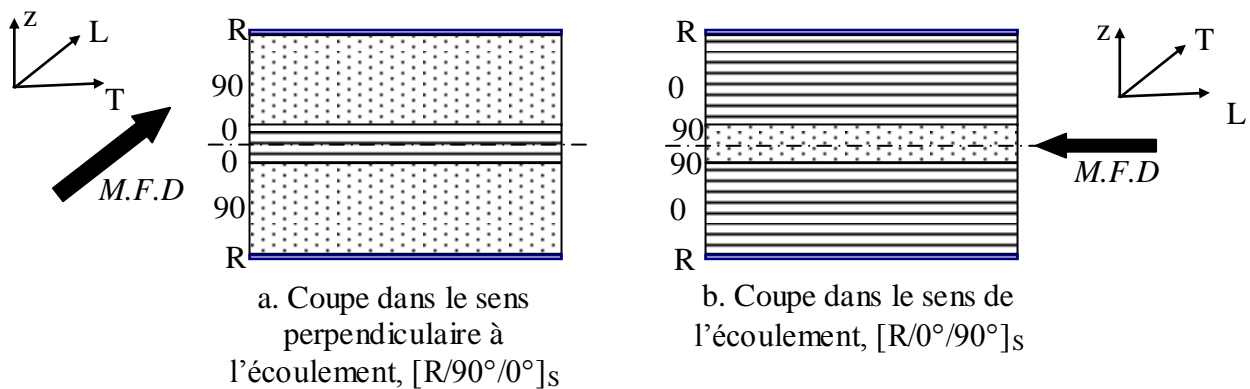 z
L
T
M.F.D
R
90
0
0
90
R
a. Coupe dans le sens
perpendiculaire à
l'écoulement, [R/90°/0°]s
R
0
90
90
0
R
z
T
L
M.F.D
b. Coupe dans le sens de
l'écoulement, [R/0°/90°]s